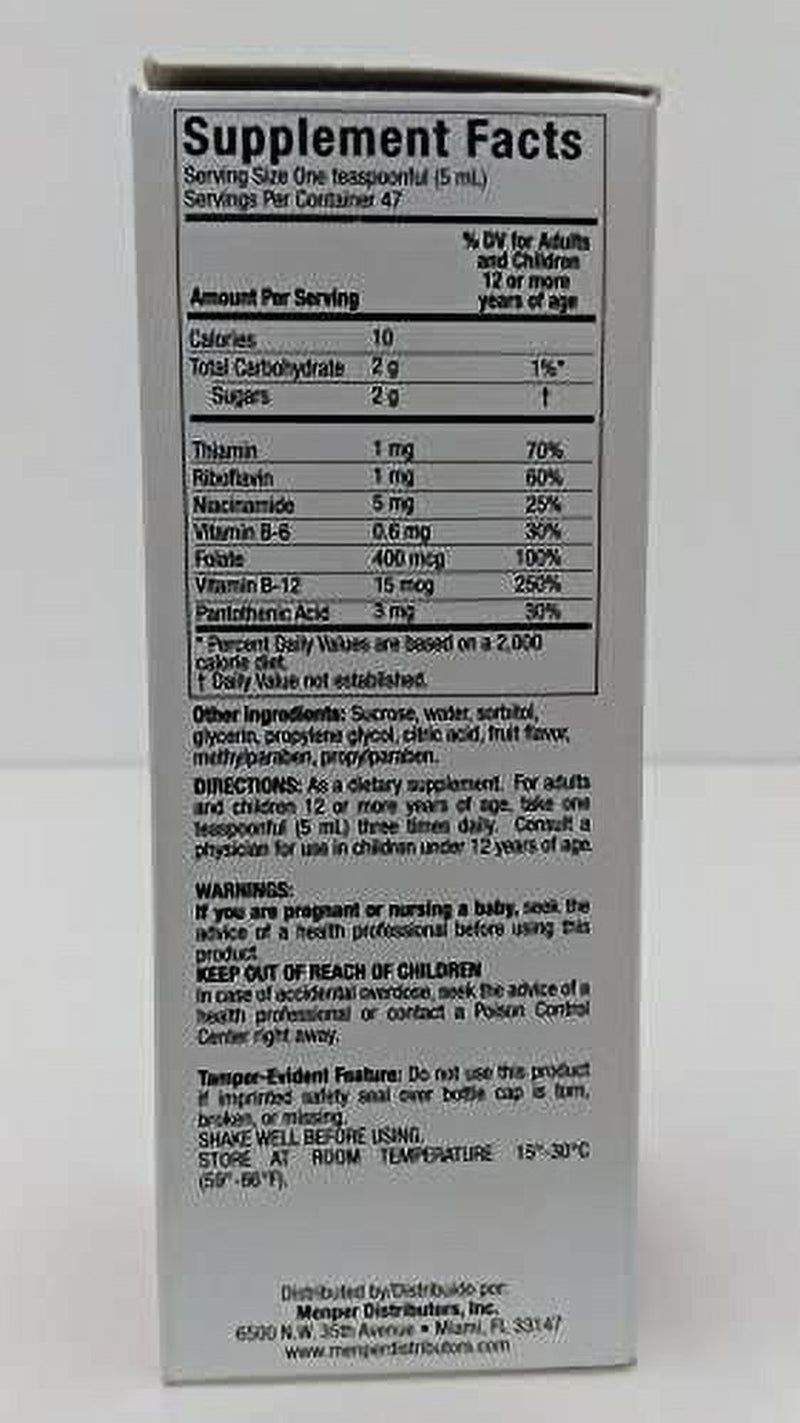 Supplement Facts
Serving Size One teaspoonful (5 mL)
Servings Per Container 47
% DV for Adults
and Children
12 or more
years of age
Amount Per Serving
Calories 10
Total Carbohydrate 2 g 1%*
Sugars 2 g †
Thiamin 1 mg 70%
Riboflavin 1 mg 60%
Niacinamide 5 mg 25%
Vitamin B-6 0.6 mg 30%
Folate 400 mcg 100%
Vitamin B-12 15 mcg 250%
Pantothenic Acid 3 mg 30%
* Percent Daily Values are based on a 2,000
calorie diet.
† Daily Value not established.
Other ingredients: Sucrose, water, sorbitol,
glycerin, propylene glycol, citric acid, fruit flavor,
methylparaben, propylparaben.
DIRECTIONS: As a dietary supplement. For adults
and children 12 or more years of age, take one
teaspoonful (5 mL) three times daily. Consult a
physician for use in children under 12 years of age.
WARNINGS:
If you are pregnant or nursing a baby, seek the
advice of a health professional before using this
product.
KEEP OUT OF REACH OF CHILDREN
In case of accidental overdose, seek the advice of a
health professional or contact a Poison Control
Center right away.
Tamper-Evident Feature: Do not use this product
if imprinted safety seal over bottle cap is torn,
broken, or missing.
SHAKE WELL BEFORE USING.
STORE AT ROOM TEMPERATURE 15°-30°C
Distributed by/Distribuido por:
Menper Distributors, Inc.
6500 N.W. 35th Avenue • Miami, FL 33147
www.menperdistributors.com